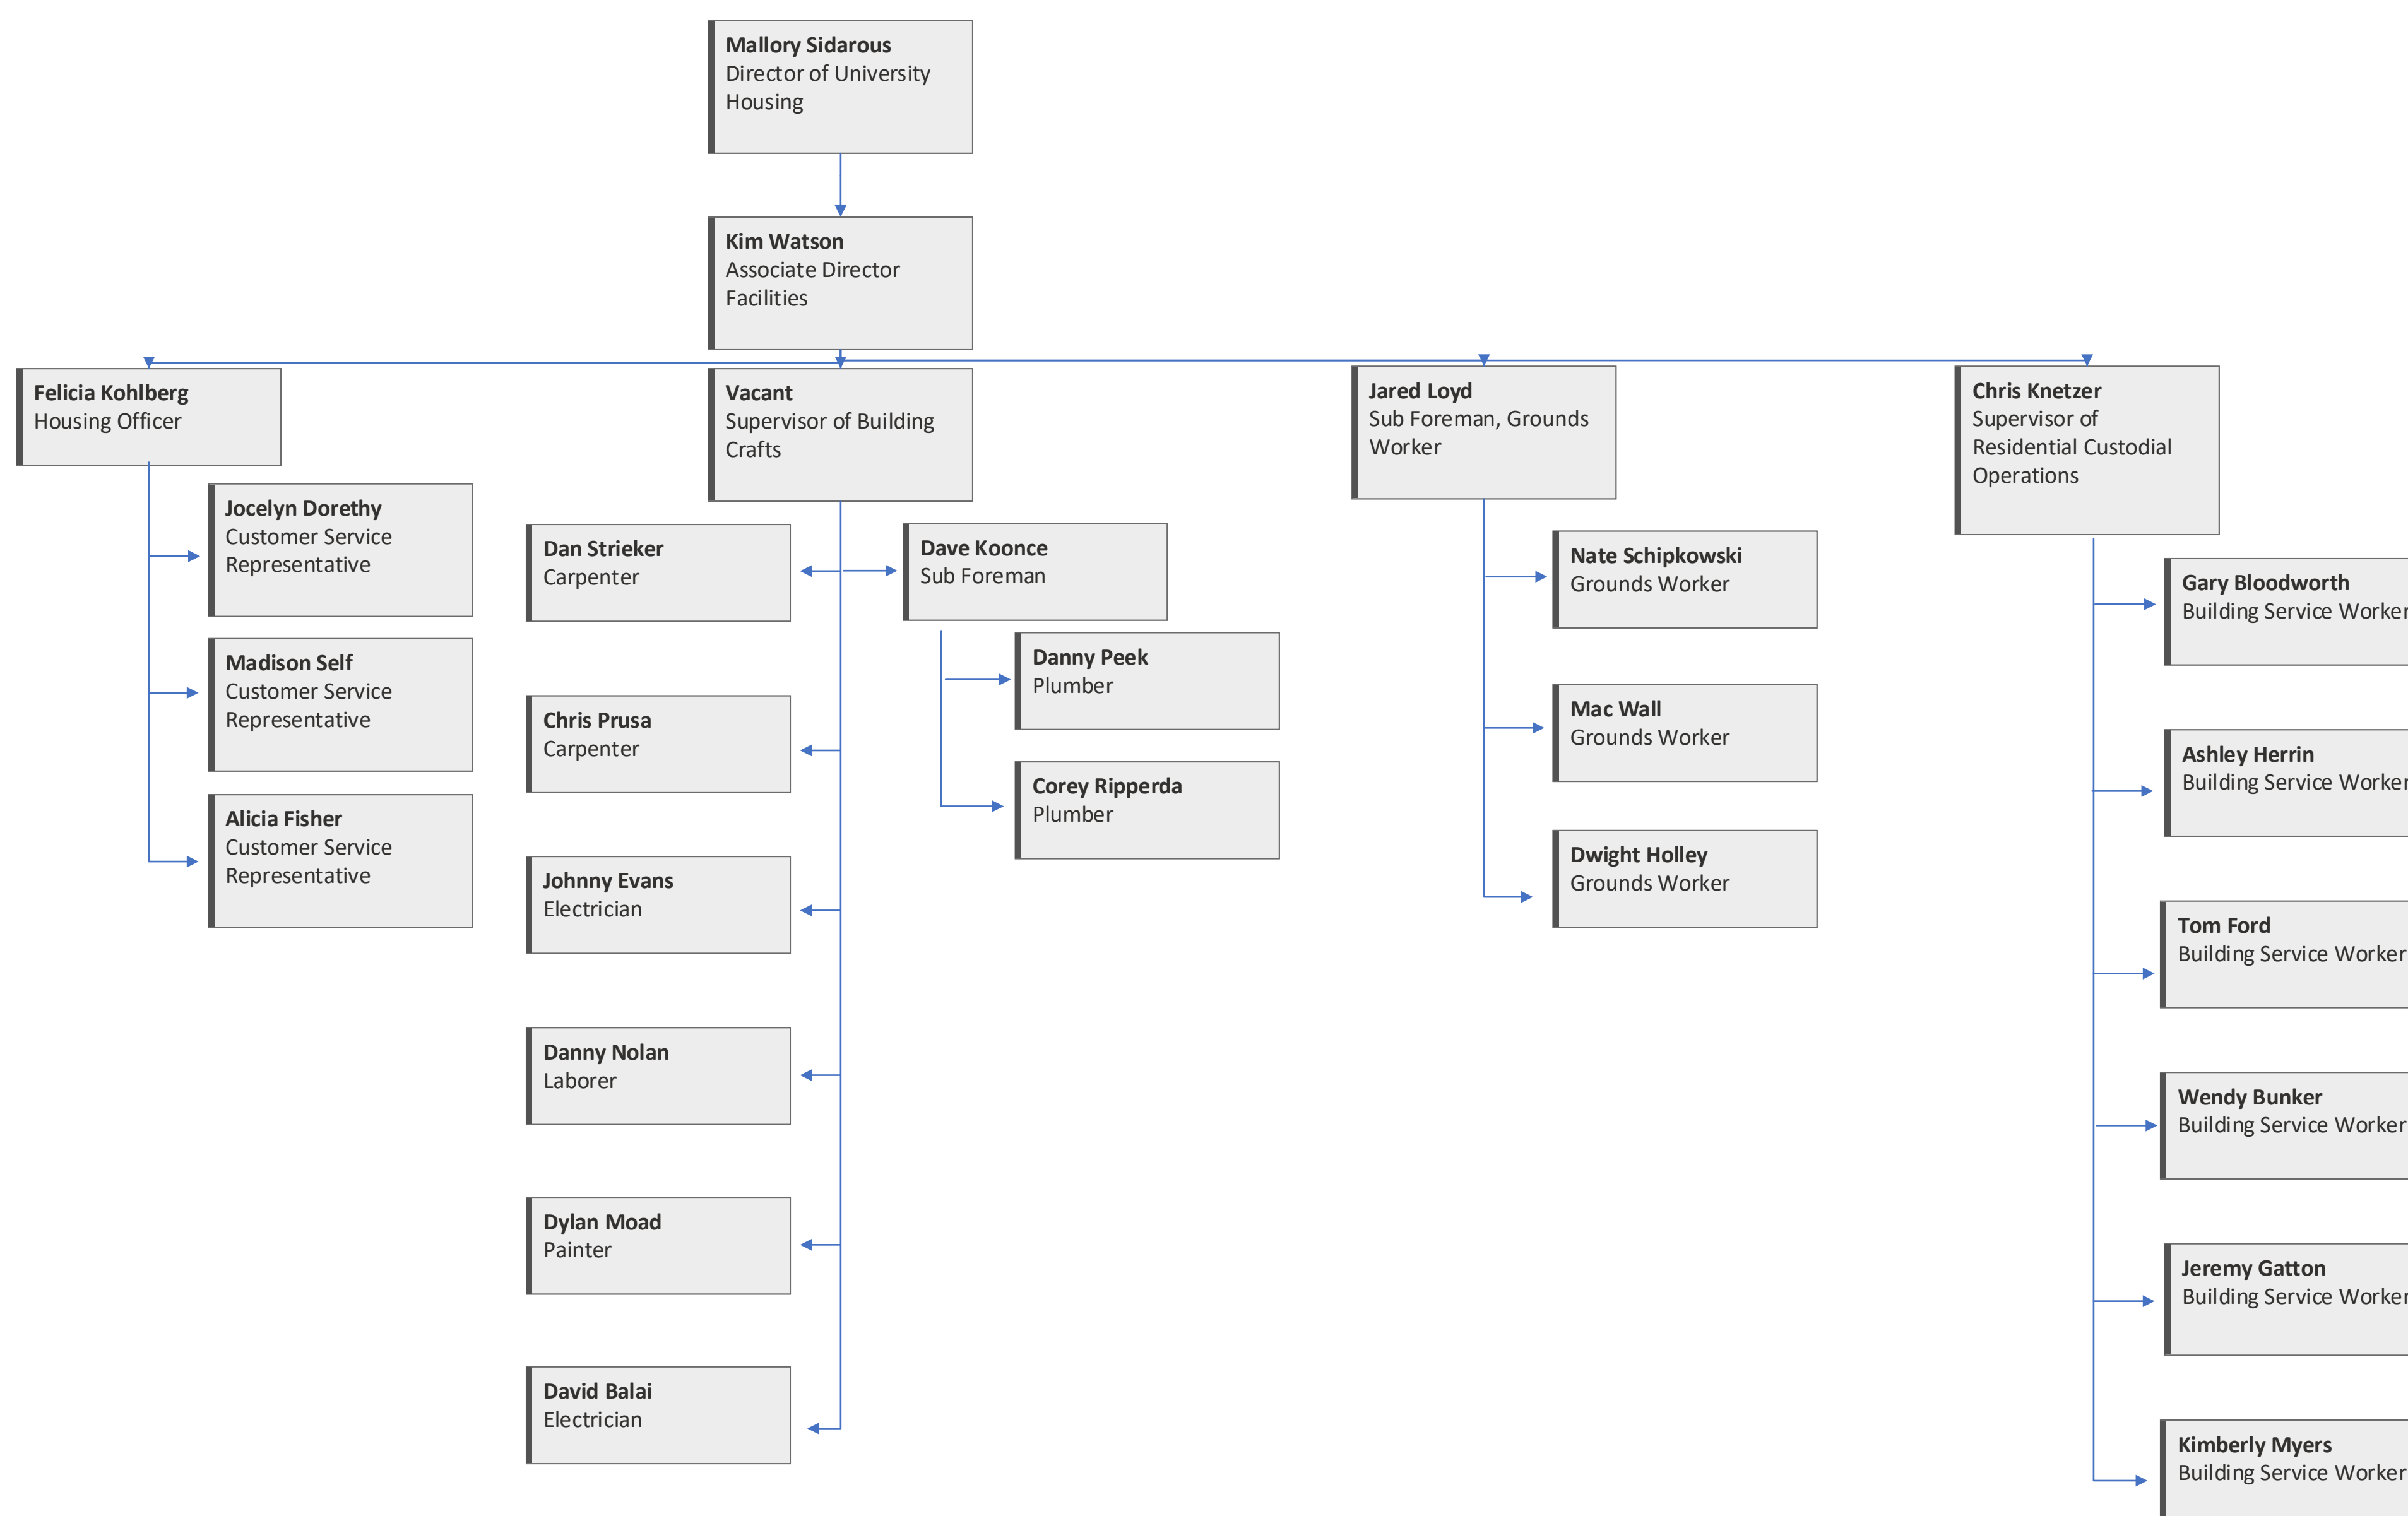 Mallory Sidarous
Director of University
Housing
Kim Watson
Associate Director
Facilities
Felicia Kohlberg
Housing Officer
Jocelyn Dorethy
Customer Service
Representative
Madison Self
Customer Service
Representative
Alicia Fisher
Customer Service
Representative
Vacant
Supervisor of Building
Crafts
Dan Strieker
Carpenter
Chris Prusa
Carpenter
Johnny Evans
Electrician
Danny Nolan
Laborer
Dylan Moad
Painter
David Balai
Electrician
Dave Koonce
Sub Foreman
Danny Peek
Plumber
Corey Ripperda
Plumber
Jared Loyd
Sub Foreman, Grounds
Worker
Nate Schipkowski
Grounds Worker
Mac Wall
Grounds Worker
Dwight Holley
Grounds Worker
Chris Knetzer
Supervisor of
Residential Custodial
Operations
Gary Bloodworth
Building Service Worker
Ashley Herrin
Building Service Worker
Tom Ford
Building Service Worker
Wendy Bunker
Building Service Worker
Jeremy Gatton
Building Service Worker
Kimberly Myers
Building Service Worker